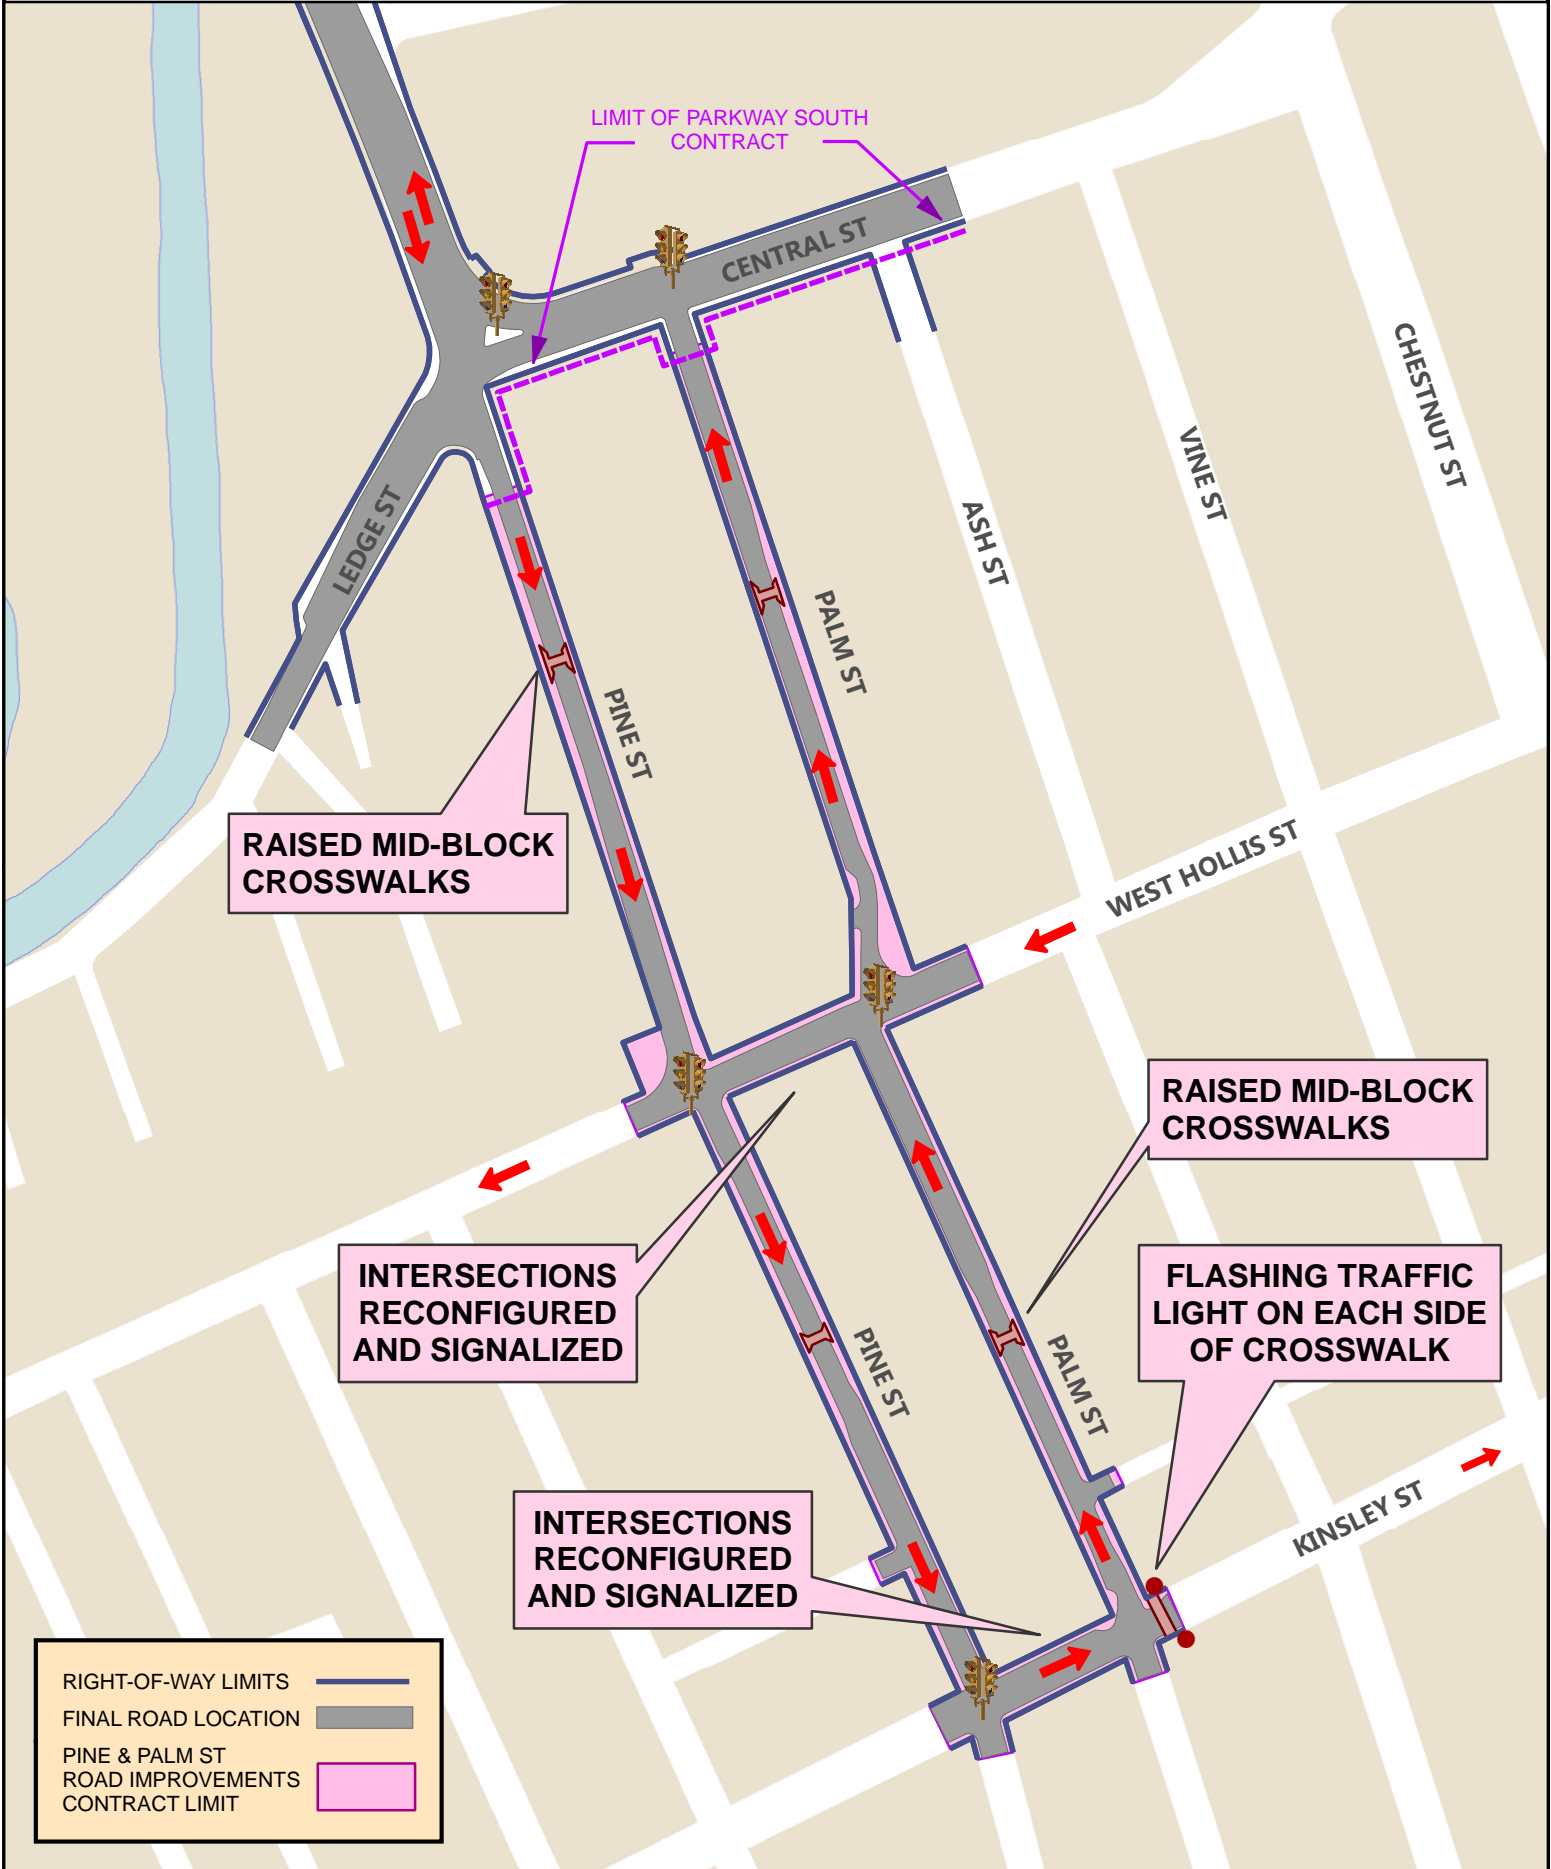 LIMIT OF PARKWAY SOUTH
CONTRACT
CENTRAL ST
CHESTNUT ST
VINE ST
ASH ST
LEDGE ST
PALM ST
PINE ST
RAISED MID-BLOCK
CROSSWALKS
WEST HOLLIS ST
RAISED MID-BLOCK
CROSSWALKS
INTERSECTIONS
RECONFIGURED
AND SIGNALIZED
FLASHING TRAFFIC
LIGHT ON EACH SIDE
OF CROSSWALK
PINE ST
PALM ST
KINSLEY ST
INTERSECTIONS
RECONFIGURED
AND SIGNALIZED
RIGHT-OF-WAY LIMITS
FINAL ROAD LOCATION
PINE & PALM ST
ROAD IMPROVEMENTS
CONTRACT LIMIT